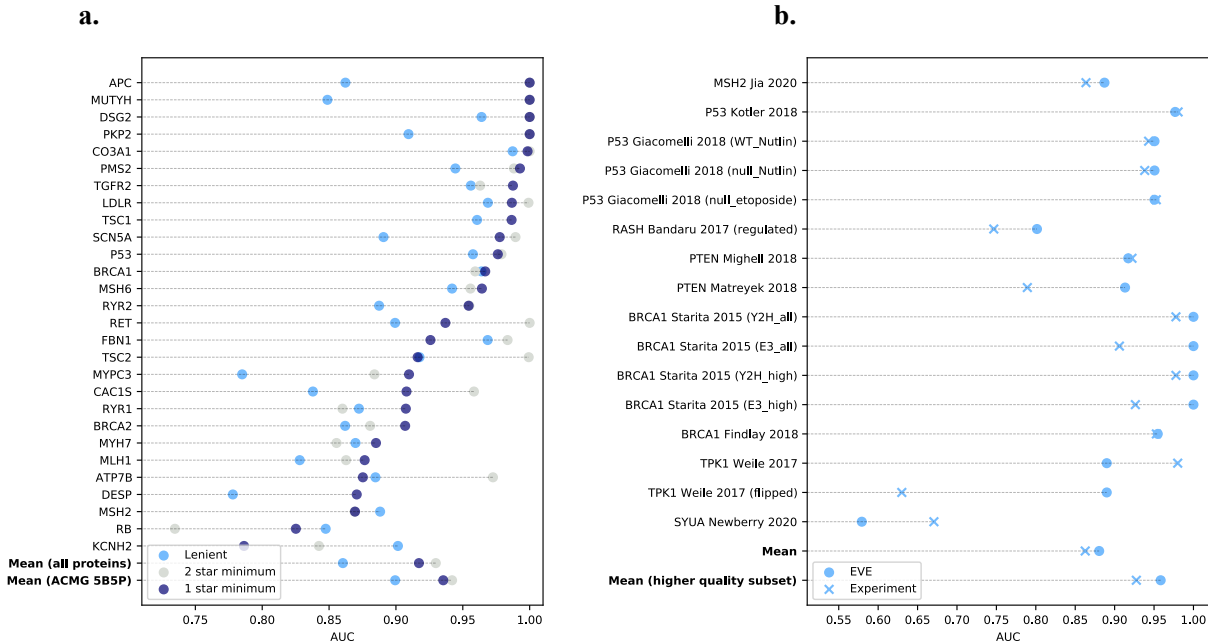 a.
APC
MUTYH
DSG2
PKP2
CO3A1
PMS2
TGFR2
LDLR
TSC1
SCN5A
P53
BRCA1
MSH6
RYR2
RET
FBN1
TSC2
MYPC3
CAC1S
RYR1
BRCA2
MYH7
MLH1
ATP7B
DESP
MSH2
RB
KCNH2
Mean (all proteins)
Mean (ACMG 5B5P)
Lenient
2 star minimum
1 star minimum
0.75 0.80 0.85 0.90 0.95 1.00
AUC
b.
MSH2 Jia 2020
P53 Kotler 2018
P53 Giacomelli 2018 (WT_Nutlin)
P53 Giacomelli 2018 (null_Nutlin)
P53 Giacomelli 2018 (null_etoposide)
RASH Bandaru 2017 (regulated)
PTEN Mighell 2018
PTEN Matreyek 2018
BRCA1 Starita 2015 (Y2H_all)
BRCA1 Starita 2015 (E3_all)
BRCA1 Starita 2015 (Y2H_high)
BRCA1 Starita 2015 (E3_high)
BRCA1 Findlay 2018
TPK1 Weile 2017
TPK1 Weile 2017 (flipped)
SYUA Newberry 2020
Mean
Mean (higher quality subset)
EVE
Experiment
0.55 0.60 0.65 0.70 0.75 0.80 0.85 0.90 0.95 1.00
AUC